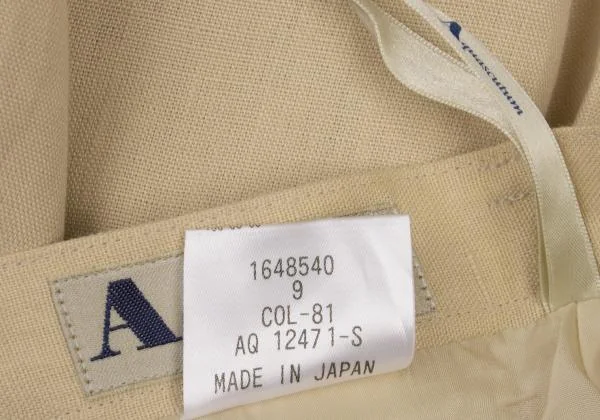 Aquascutum
A
1648540
9
COL-81
AQ 12471-S
MADE IN JAPAN